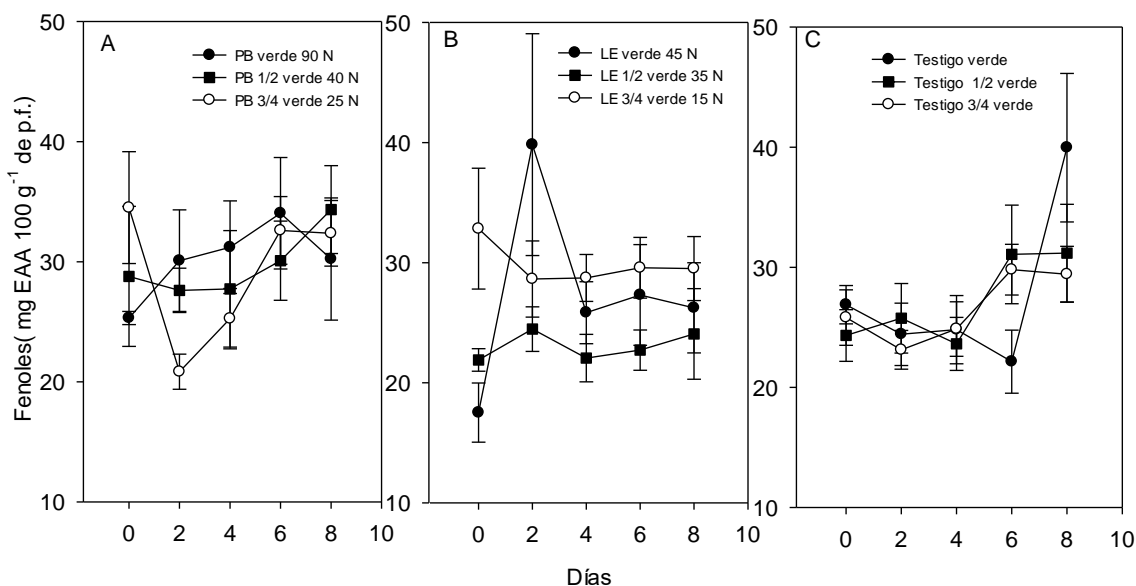 50
40
30
20
10
Fenoles( mg EAA 100 g⁻¹ de p.f.)
A
PB verde 90 N
PB 1/2 verde 40 N
PB 3/4 verde 25 N
0 2 4 6 8 10
50
40
30
20
10
B
LE verde 45 N
LE 1/2 verde 35 N
LE 3/4 verde 15 N
0 2 4 6 8 10
50
40
30
20
10
C
Testigo verde
Testigo 1/2 verde
Testigo 3/4 verde
0 2 4 6 8 10
Días